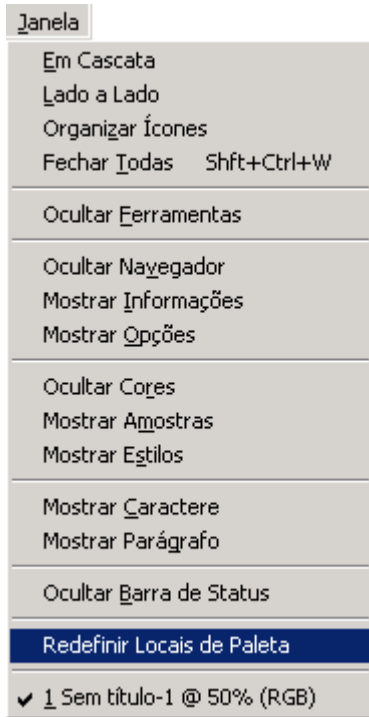 Janela
Em Cascata
Lado a Lado
Organizar Ícones
Fechar Todas Shft+Ctrl+W
Ocultar Ferramentas
Ocultar Navegador
Mostrar Informações
Mostrar Opções
Ocultar Cores
Mostrar Amostras
Mostrar Estilos
Mostrar Caractere
Mostrar Parágrafo
Ocultar Barra de Status
Redefinir Locais de Paleta
1 Sem título-1 @ 50% (RGB)